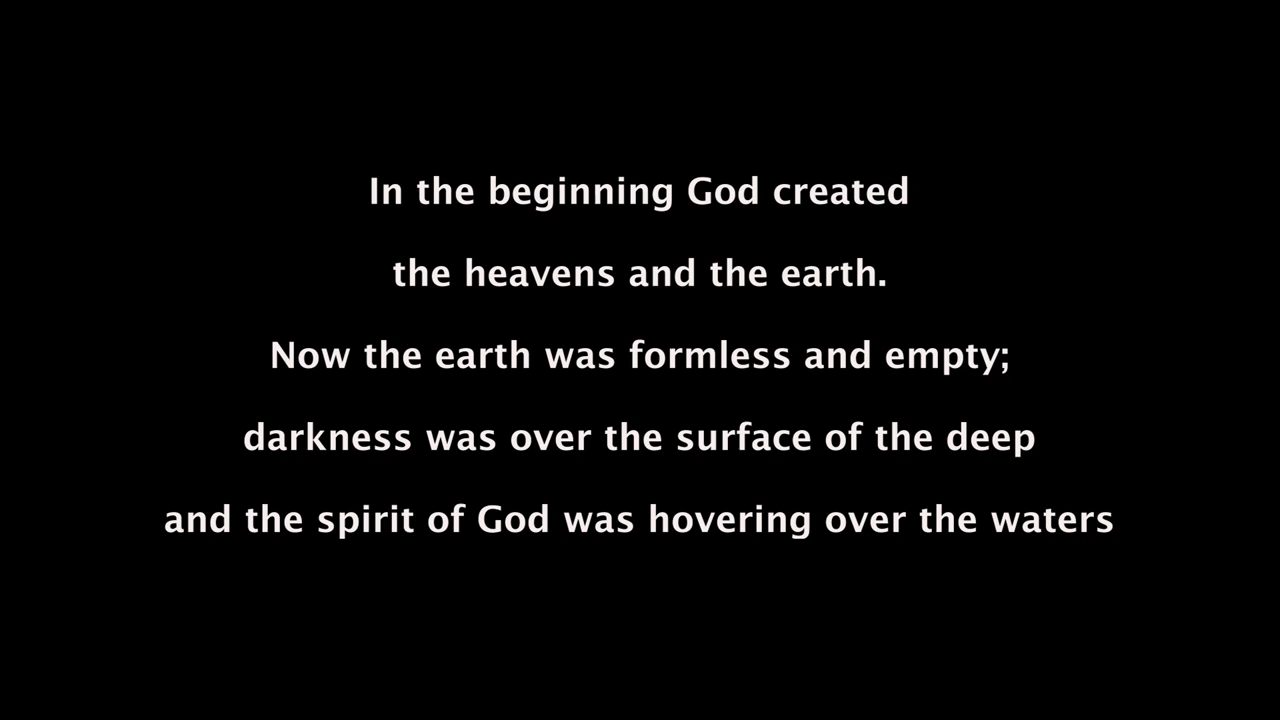 In the beginning God created
the heavens and the earth.
Now the earth was formless and empty;
darkness was over the surface of the deep
and the spirit of God was hovering over the waters